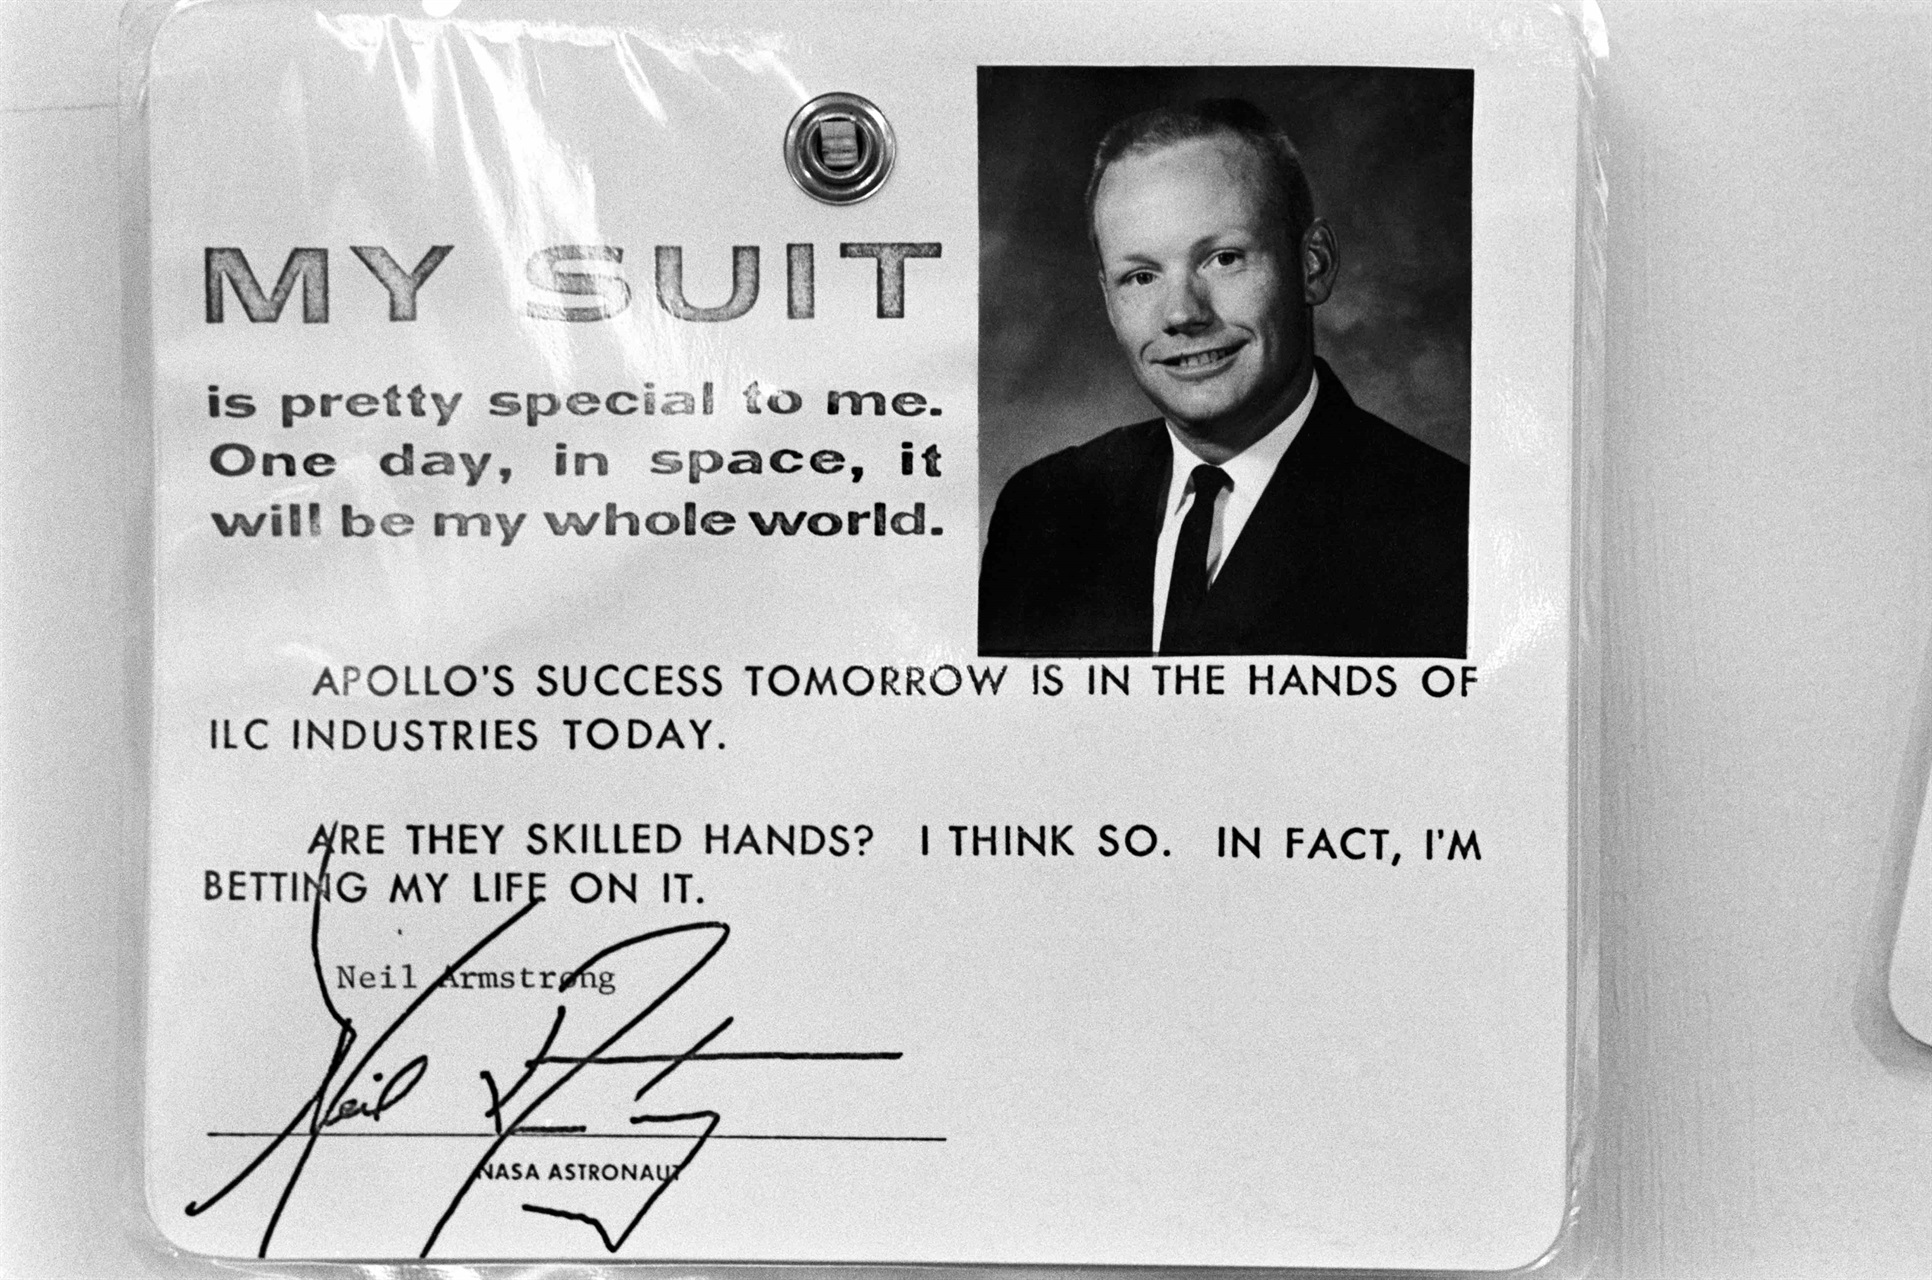 MY SUIT
is pretty special to me.
One day, in space, it
will be my whole world.
APOLLO'S SUCCESS TOMORROW IS IN THE HANDS OF
ILC INDUSTRIES TODAY.
ARE THEY SKILLED HANDS? I THINK SO. IN FACT, I'M
BETTING MY LIFE ON IT.
Neil Armstrong
Neil Armstrong
NASA ASTRONAUT